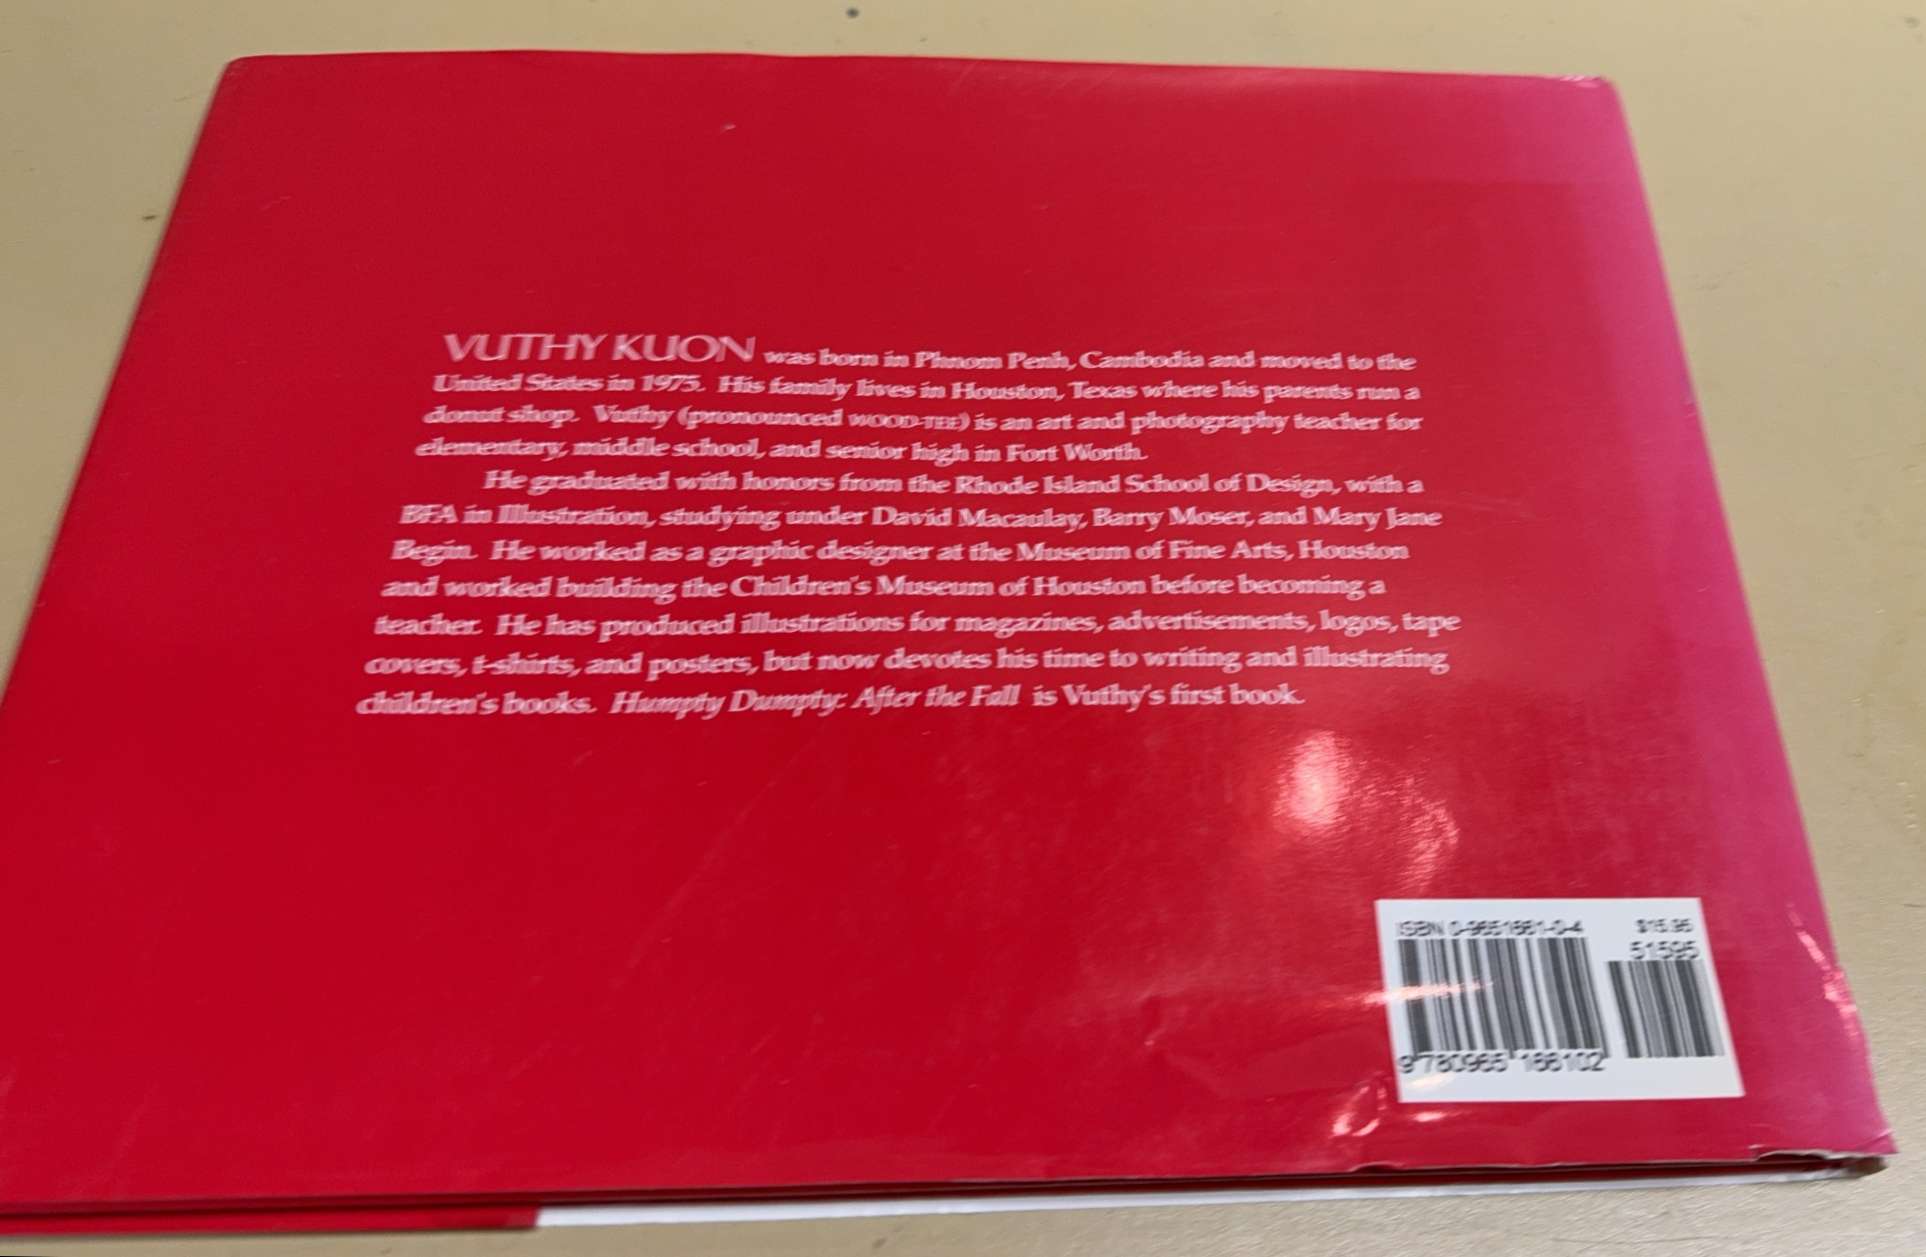 VUTHY KUON was born in Phnom Penh, Cambodia and moved to the
United States in 1975. His family lives in Houston, Texas where his parents run a
donut shop. Vuthy (pronounced WOOD-TEE) is an art and photography teacher for
elementary, middle school, and senior high in Fort Worth.
He graduated with honors from the Rhode Island School of Design, with a
BFA in Illustration, studying under David Macaulay, Barry Moser, and Mary Jane
Begin. He worked as a graphic designer at the Museum of Fine Arts, Houston
and worked building the Children's Museum of Houston before becoming a
teacher. He has produced illustrations for magazines, advertisements, logos, tape
covers, t-shirts, and posters, but now devotes his time to writing and illustrating
children's books. Humpty Dumpty: After the Fall is Vuthy's first book.
ISBN 0-9651661-0-4 $15.95
51595
9 780965 166102